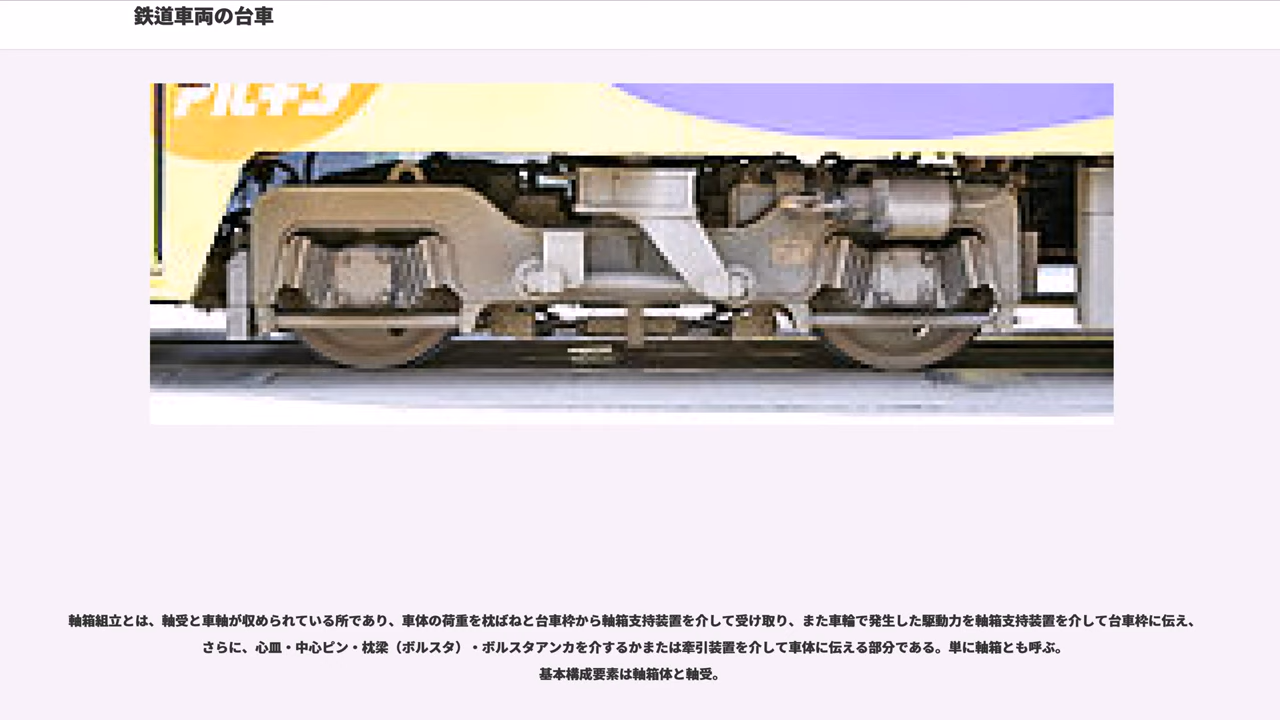 鉄道車両の台車
軸箱組立とは、軸受と車軸が収められている所であり、車体の荷重を枕ばねと台車枠から軸箱支持装置を介して受け取り、また車輪で発生した駆動力を軸箱支持装置を介して台車枠に伝え、
さらに、心皿・中心ピン・枕梁（ボルスタ）・ボルスタアンカを介するかまたは牽引装置を介して車体に伝える部分である。単に軸箱とも呼ぶ。
基本構成要素は軸箱体と軸受。